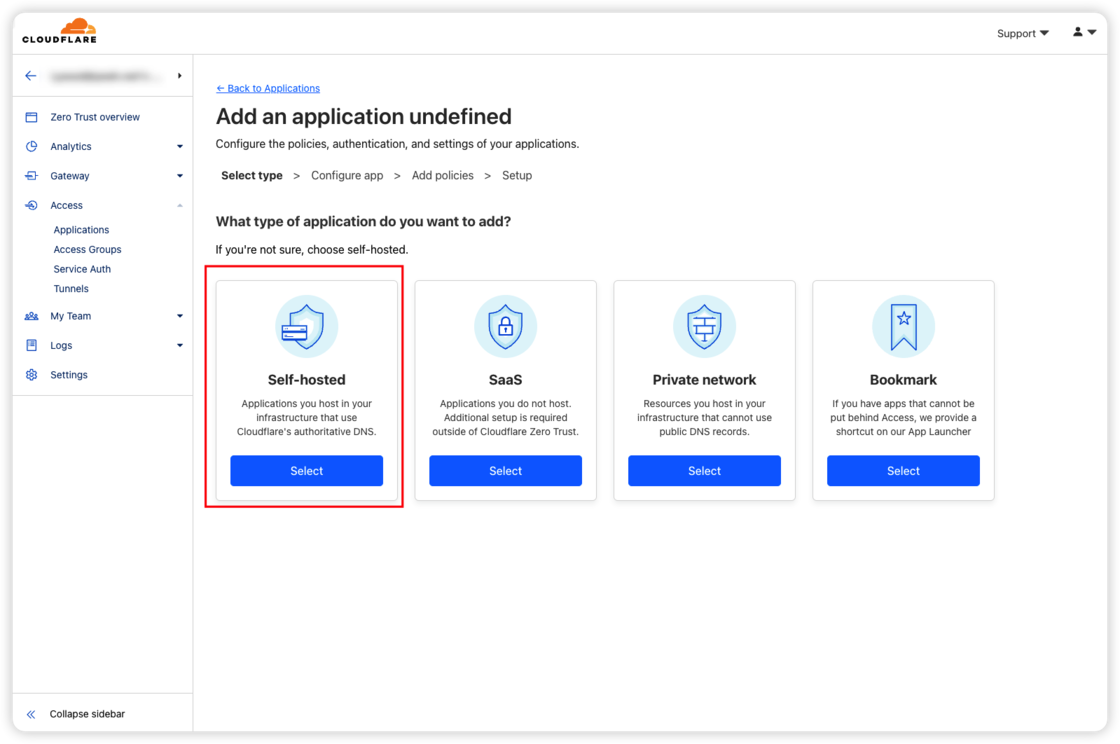 CLOUDFLARE
Support
Zero Trust overview
Analytics
Gateway
Access
Applications
Access Groups
Service Auth
Tunnels
My Team
Logs
Settings
Collapse sidebar
← Back to Applications
Add an application undefined
Configure the policies, authentication, and settings of your applications.
Select type > Configure app > Add policies > Setup
What type of application do you want to add?
If you're not sure, choose self-hosted.
Self-hosted
Applications you host in your
infrastructure that use
Cloudflare's authoritative DNS.
Select
SaaS
Applications you do not host.
Additional setup is required
outside of Cloudflare Zero Trust.
Select
Private network
Resources you host in your
infrastructure that cannot use
public DNS records.
Select
Bookmark
If you have apps that cannot be
put behind Access, we provide a
shortcut on our App Launcher
Select